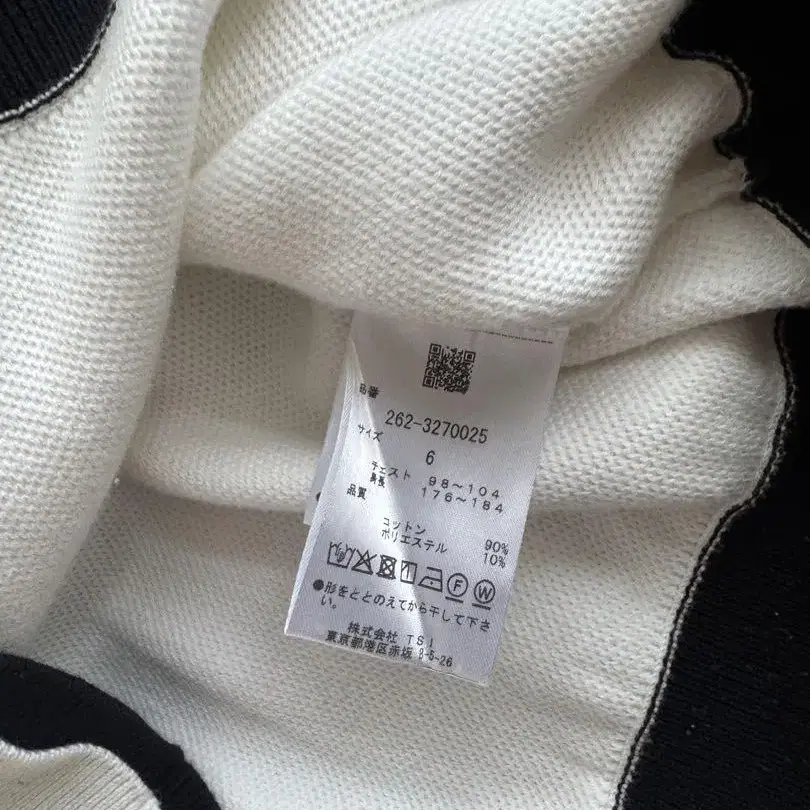 品番
262-3270025
サイズ
6
チェスト 98~104
身長 176~184
品質
コットン 90%
ポリエステル 10%
F W
●形をととのえてから干して下さ
い。
株式会社 TSI
東京都港区赤坂 8-5-26